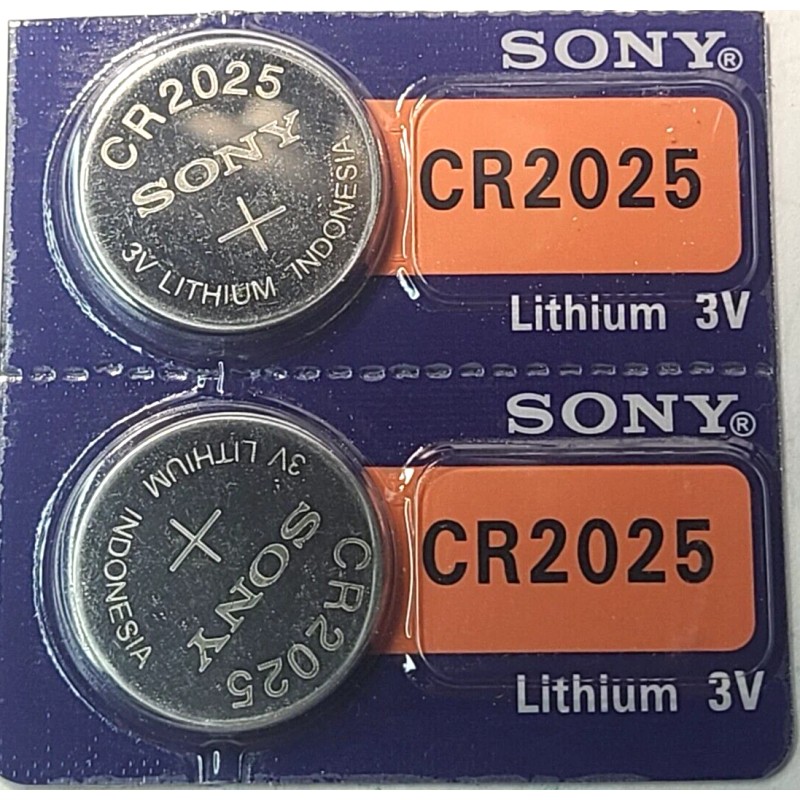 SONY®
CR2025
SONY
+
3V LITHIUM INDONESIA
CR2025
Lithium 3V
SONY®
3V LITHIUM INDONESIA
+
SONY
CR2025
CR2025
Lithium 3V